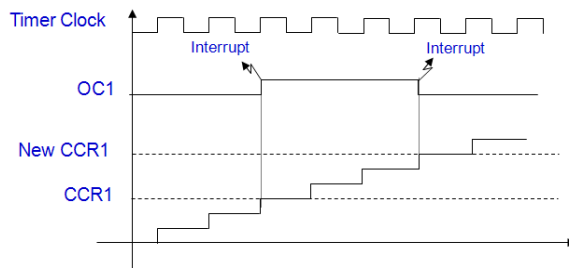 Timer Clock
Interrupt
Interrupt
OC1
New CCR1
CCR1